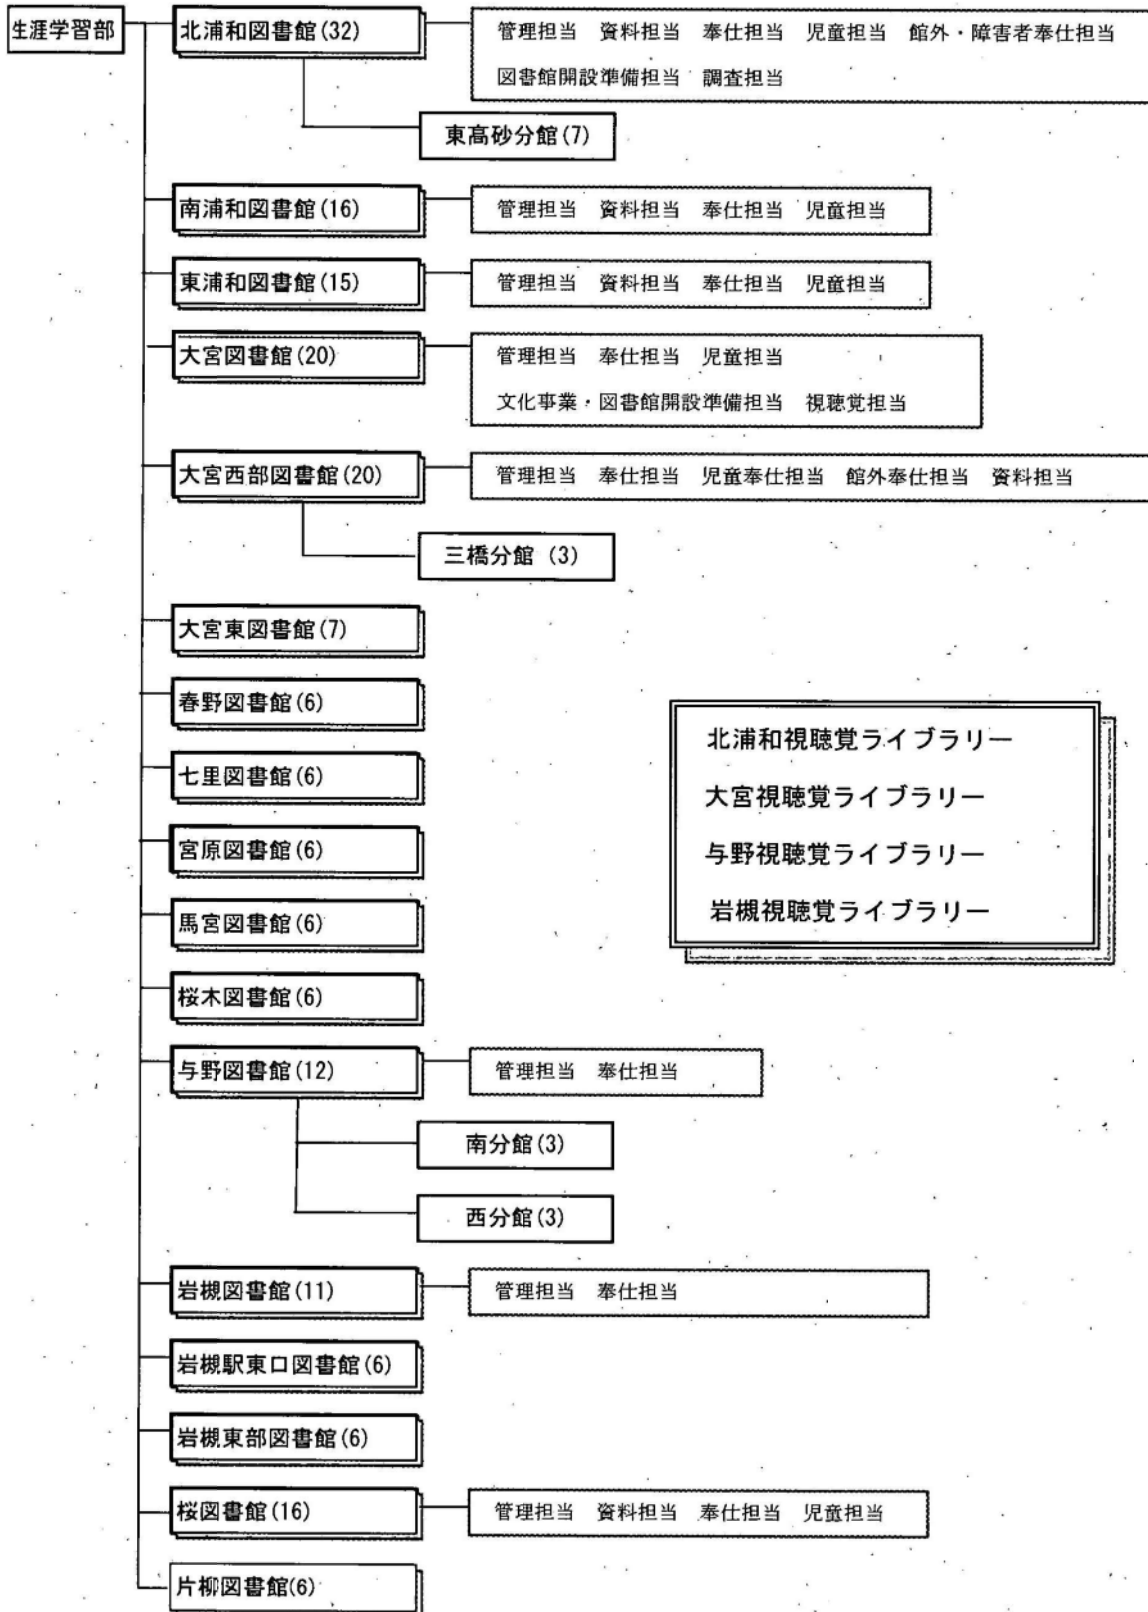 生涯学習部
北浦和図書館(32)
管理担当 資料担当 奉仕担当 児童担当 館外・障害者奉仕担当
図書館開設準備担当 調査担当
東高砂分館(7)
南浦和図書館(16)
管理担当 資料担当 奉仕担当 児童担当
東浦和図書館(15)
管理担当 資料担当 奉仕担当 児童担当
大宮図書館(20)
管理担当 奉仕担当 児童担当
文化事業・図書館開設準備担当 視聴覚担当
大宮西部図書館(20)
管理担当 奉仕担当 児童奉仕担当 館外奉仕担当 資料担当
三橋分館 (3)
大宮東図書館(7)
春野図書館(6)
七里図書館(6)
宮原図書館(6)
馬宮図書館(6)
桜木図書館(6)
北浦和視聴覚ライブラリー
大宮視聴覚ライブラリー
与野視聴覚ライブラリー
岩槻視聴覚ライブラリー
与野図書館(12)
管理担当 奉仕担当
南分館(3)
西分館(3)
岩槻図書館(11)
管理担当 奉仕担当
岩槻駅東口図書館(6)
岩槻東部図書館(6)
桜図書館(16)
管理担当 資料担当 奉仕担当 児童担当
片柳図書館(6)